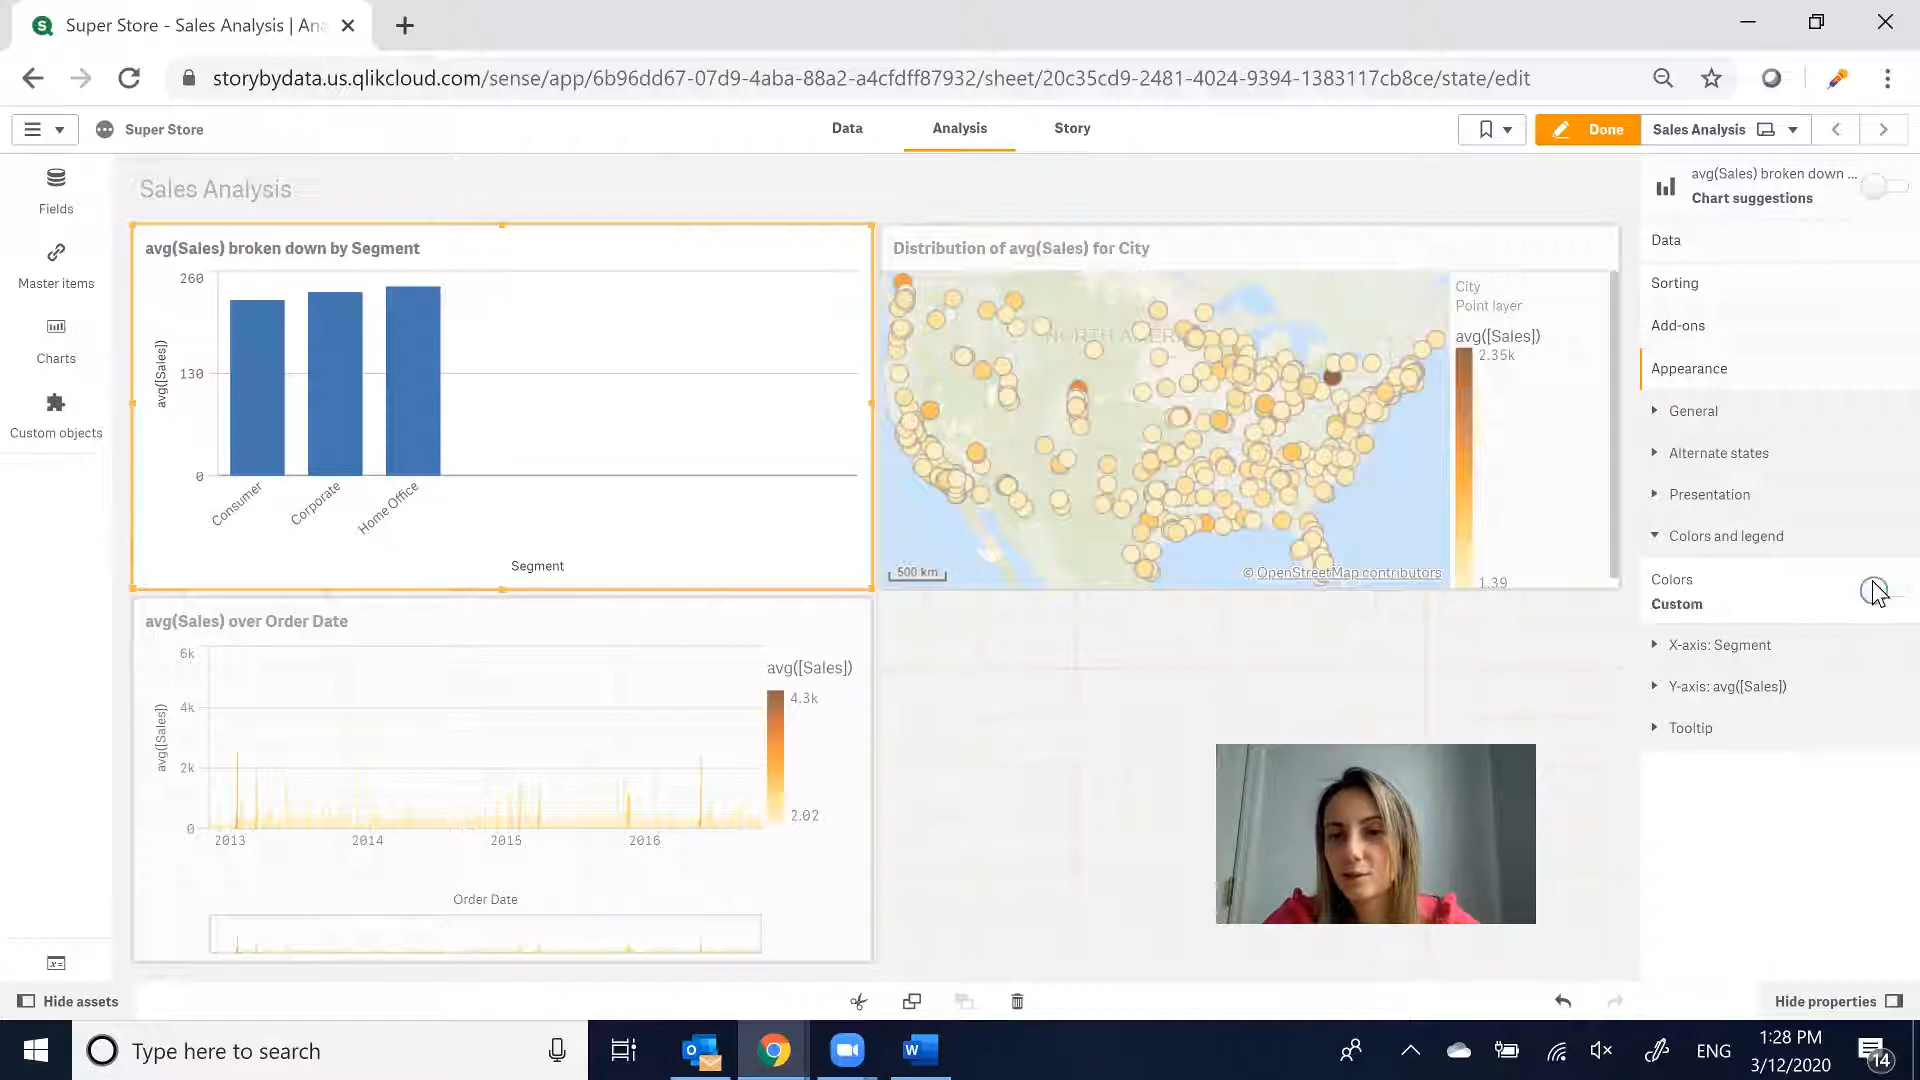 Super Store - Sales Analysis | Ana
storybydata.us.qlikcloud.com/sense/app/6b96dd67-07d9-4aba-88a2-a4cfdff87932/sheet/20c35cd9-2481-4024-9394-1383117cb8ce/state/edit
Super Store
Data
Analysis
Story
Done
Sales Analysis
Fields
Master items
Charts
Custom objects
Sales Analysis
avg(Sales) broken down by Segment
260
130
0
avg([Sales])
Consumer
Corporate
Home Office
Segment
Distribution of avg(Sales) for City
NORTH AMER
500 km
© OpenStreetMap contributors
City
Point layer
avg([Sales])
2.35k
1.39
avg(Sales) over Order Date
6k
4k
2k
0
avg([Sales])
2013
2014
2015
2016
Order Date
avg([Sales])
4.3k
2.02
avg(Sales) broken down ...
Chart suggestions
Data
Sorting
Add-ons
Appearance
General
Alternate states
Presentation
Colors and legend
Colors
Custom
X-axis: Segment
Y-axis: avg([Sales])
Tooltip
Hide assets
Hide properties
Type here to search
ENG
1:28 PM
3/12/2020
14